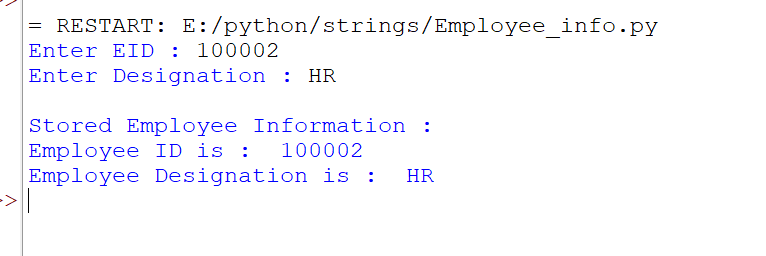 >>
= RESTART: E:/python/strings/Employee_info.py
Enter EID : 100002
Enter Designation : HR
Stored Employee Information :
Employee ID is :  100002
Employee Designation is :  HR
>>